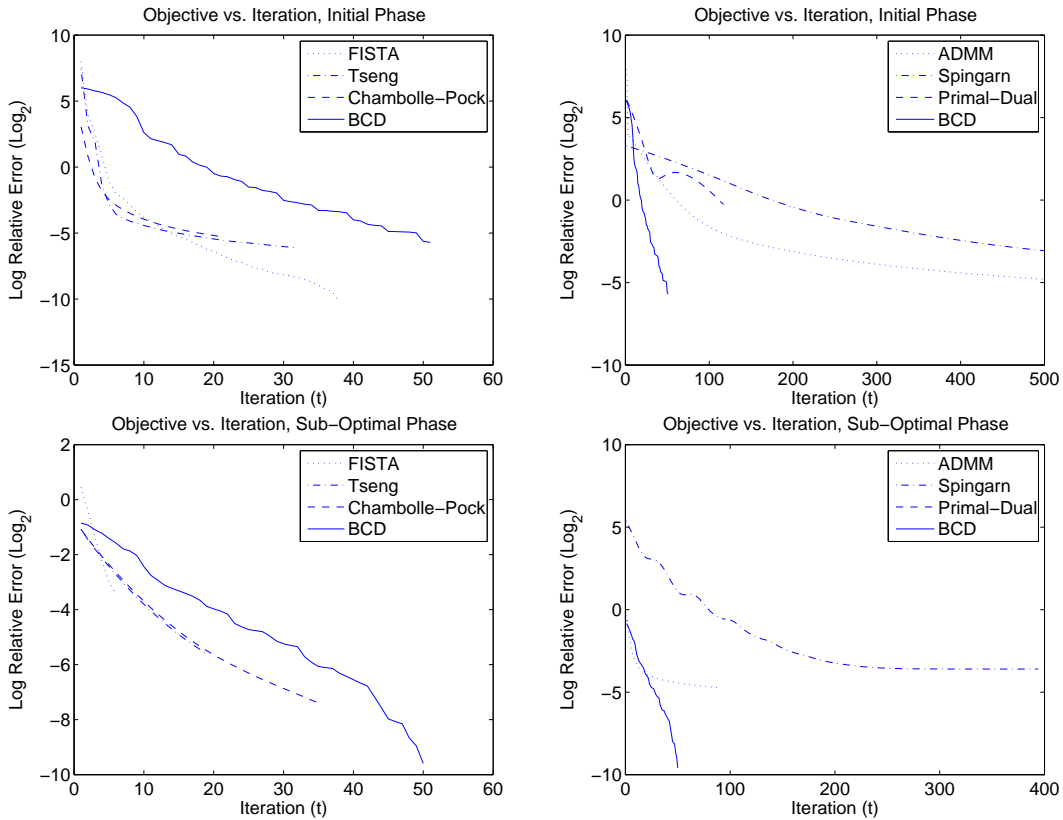 Objective vs. Iteration, Initial Phase
10
5
0
−5
−10
−15
Log Relative Error (Log2)
FISTA
Tseng
Chambolle−Pock
BCD
0 10 20 30 40 50 60
Iteration (t)
Objective vs. Iteration, Initial Phase
10
5
0
−5
−10
Log Relative Error (Log2)
ADMM
Spingarn
Primal−Dual
BCD
0 100 200 300 400 500
Iteration (t)
Objective vs. Iteration, Sub−Optimal Phase
2
0
−2
−4
−6
−8
−10
Log Relative Error (Log2)
FISTA
Tseng
Chambolle−Pock
BCD
0 10 20 30 40 50 60
Iteration (t)
Objective vs. Iteration, Sub−Optimal Phase
10
5
0
−5
−10
Log Relative Error (Log2)
ADMM
Spingarn
Primal−Dual
BCD
0 100 200 300 400
Iteration (t)